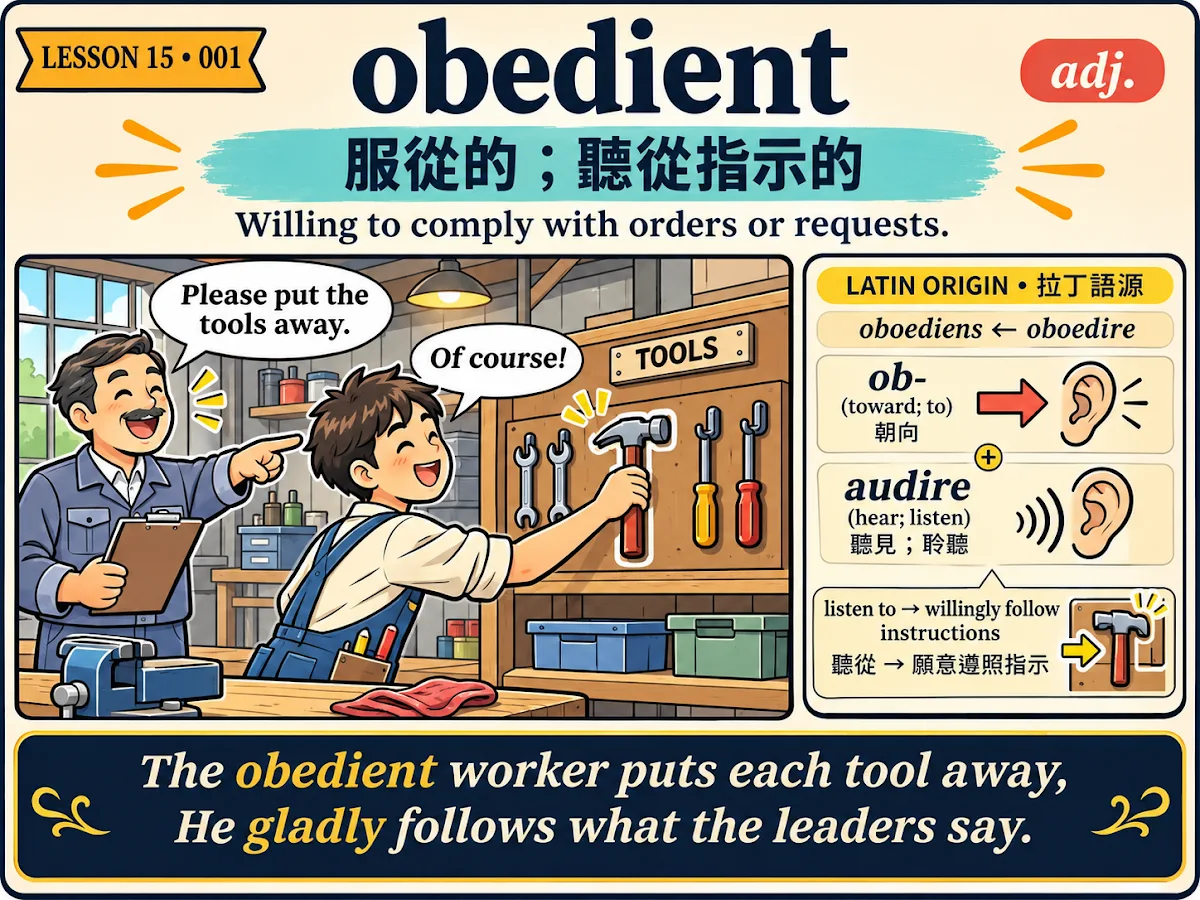 LESSON 15 • 001
obedient
adj.
服從的；聽從指示的
Willing to comply with orders or requests.
Please put the
tools away.
Of course!
TOOLS
LATIN ORIGIN • 拉丁語源
oboediens ← oboedire
ob-
(toward; to)
朝向
+
audire
(hear; listen)
聽見；聆聽
listen to → willingly follow
instructions
聽從 → 願意遵照指示
The obedient worker puts each tool away,
He gladly follows what the leaders say.